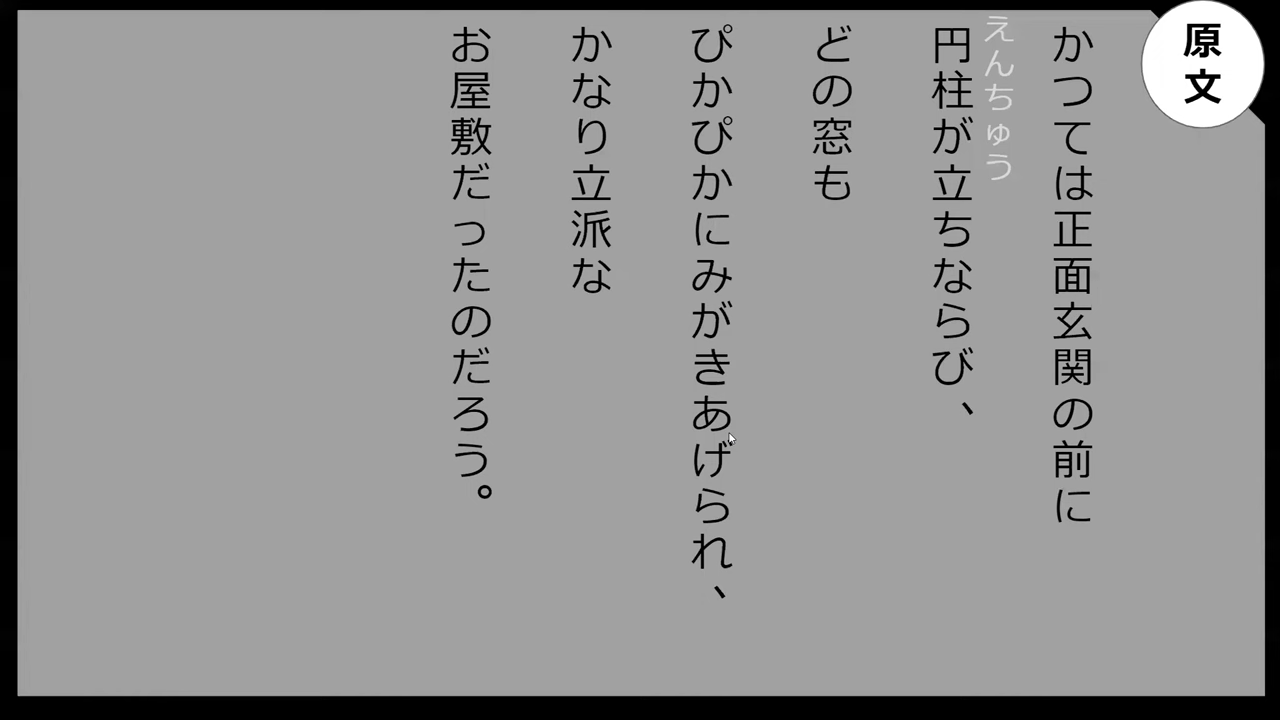 原文
かつては正面玄関の前に
えんちゅう
円柱が立ちならび、
どの窓も
ぴかぴかにみがきあげられ、
かなり立派な
お屋敷だったのだろう。